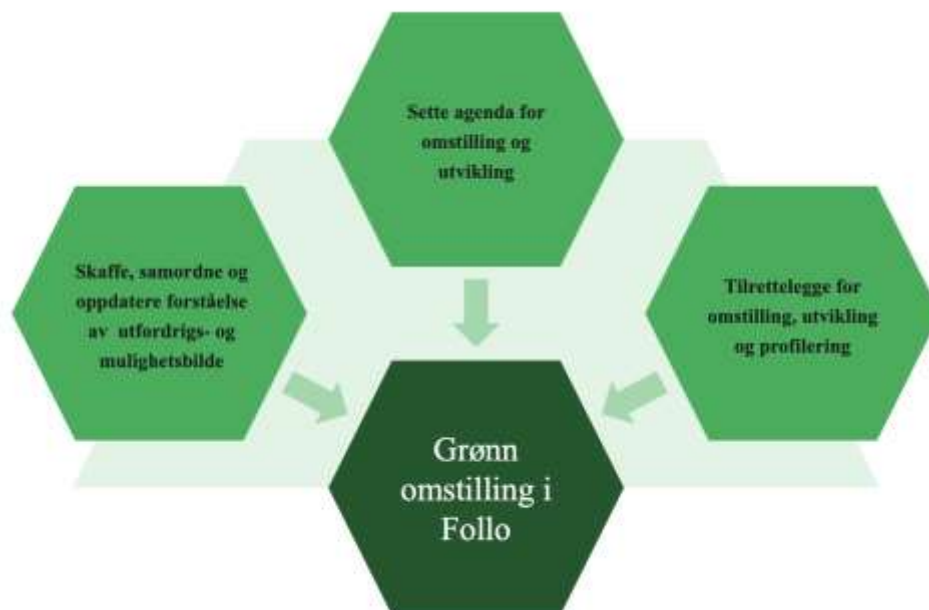 Sette agenda for
omstilling og
utvikling
Skaffe, samordne og
oppdatere forståelse
av utfordrigs- og
mulighetsbilde
Tilrettelegge for
omstilling, utvikling
og profilering
Grønn
omstilling i
Follo